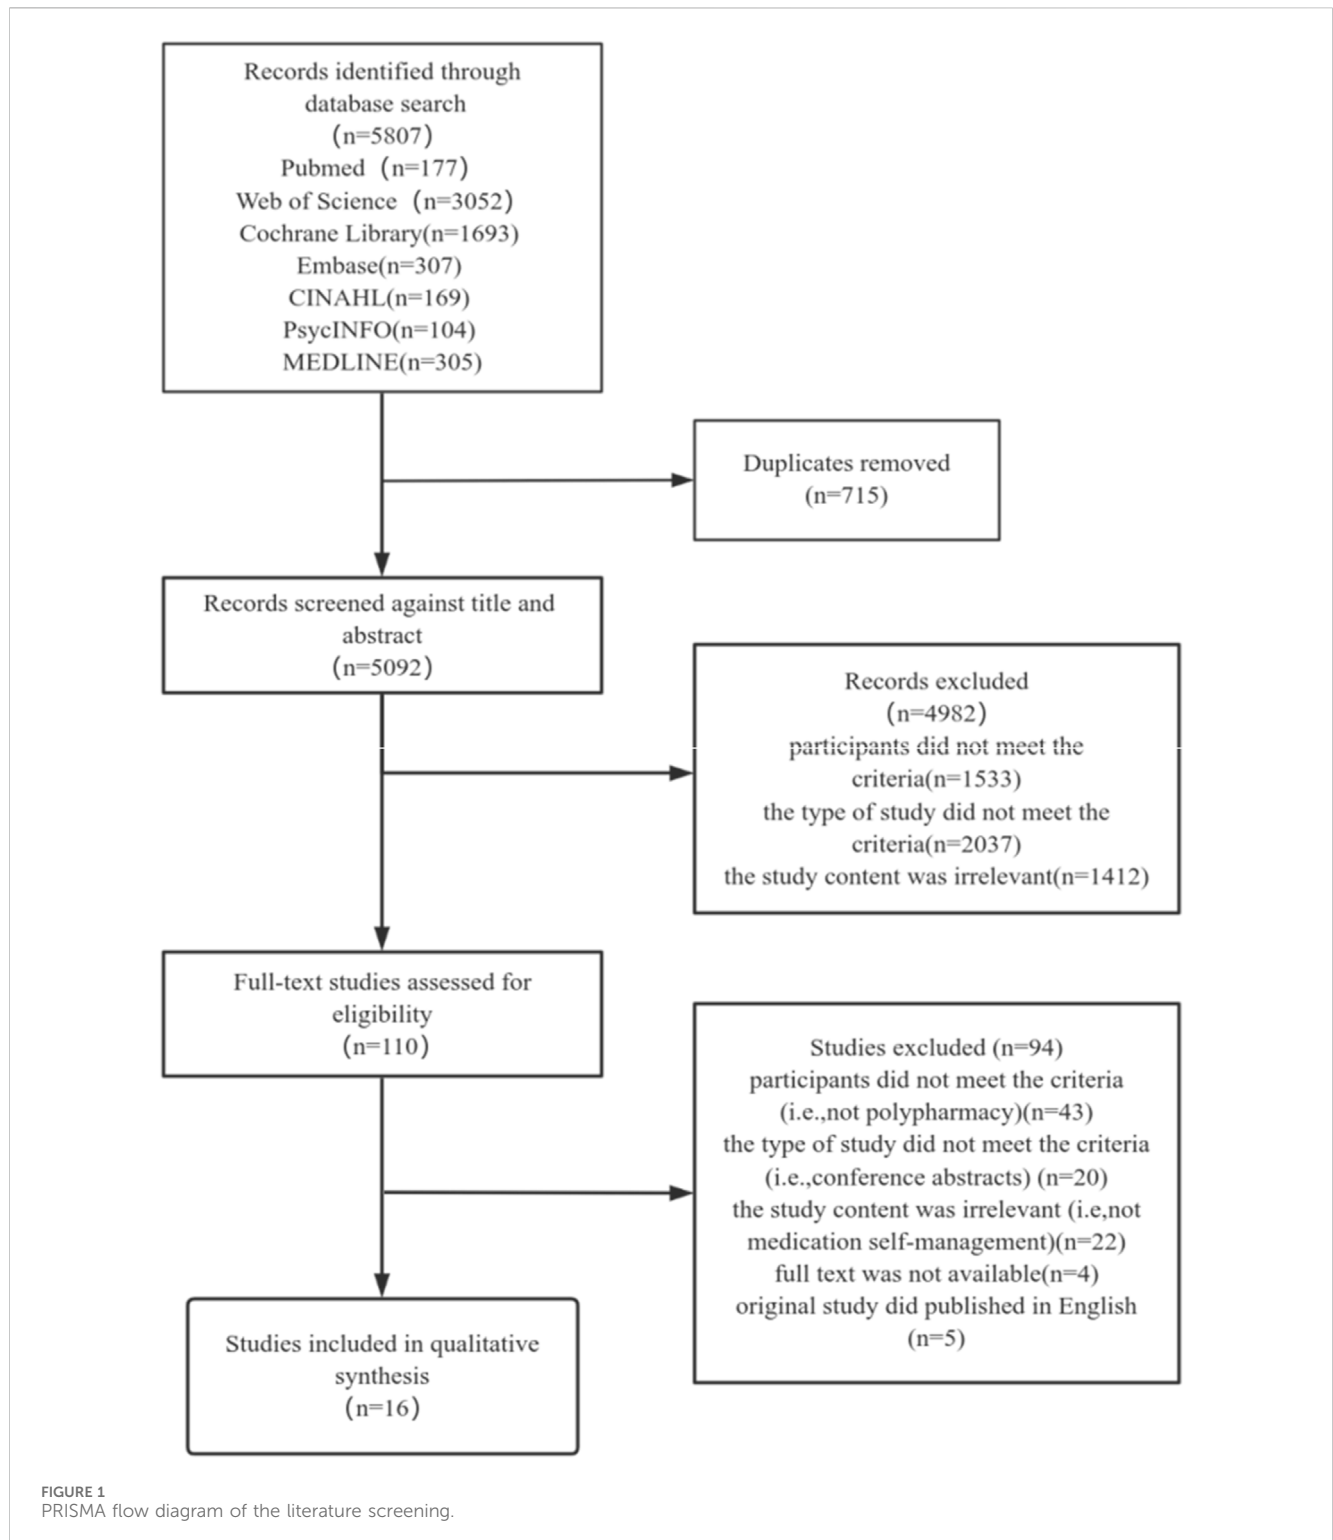 Records identified through
database search
(n=5807)
Pubmed (n=177)
Web of Science (n=3052)
Cochrane Library(n=1693)
Embase(n=307)
CINAHL(n=169)
PsycINFO(n=104)
MEDLINE(n=305)
Duplicates removed
(n=715)
Records screened against title and
abstract
(n=5092)
Records excluded
(n=4982)
participants did not meet the
criteria(n=1533)
the type of study did not meet the
criteria(n=2037)
the study content was irrelevant(n=1412)
Full-text studies assessed for
eligibility
(n=110)
Studies excluded (n=94)
participants did not meet the criteria
(i.e.,not polypharmacy)(n=43)
the type of study did not meet the criteria
(i.e.,conference abstracts) (n=20)
the study content was irrelevant (i.e,not
medication self-management)(n=22)
full text was not available(n=4)
original study did published in English
(n=5)
Studies included in qualitative
synthesis
(n=16)
FIGURE 1
PRISMA flow diagram of the literature screening.